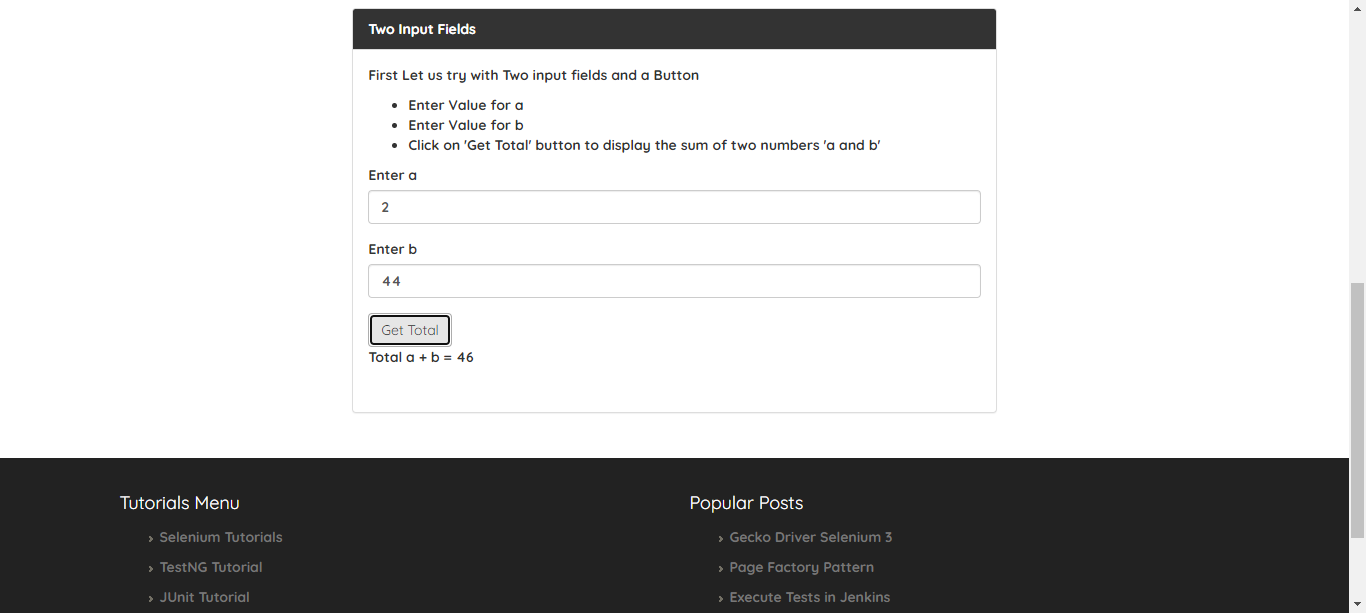 Two Input Fields
First Let us try with Two input fields and a Button
Enter Value for a
Enter Value for b
Click on 'Get Total' button to display the sum of two numbers 'a and b'
Enter a
2
Enter b
44
Get Total
Total a + b = 46
Tutorials Menu
Selenium Tutorials
TestNG Tutorial
JUnit Tutorial
Popular Posts
Gecko Driver Selenium 3
Page Factory Pattern
Execute Tests in Jenkins